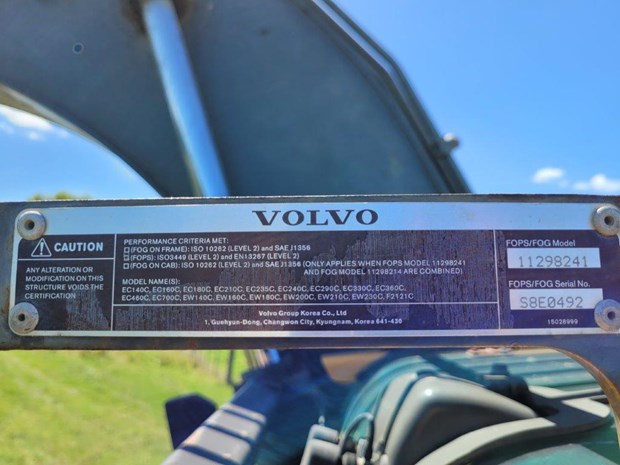 VOLVO
CAUTION
ANY ALTERATION OR
MODIFICATION ON THIS
STRUCTURE VOIDS THE
CERTIFICATION
PERFORMANCE CRITERIA MET:
(FOG ON FRAME): ISO 10262 (LEVEL 2) and SAE J1356
(FOPS): ISO3449 (LEVEL 2) and EN13267 (LEVEL 2)
(FOG ON CAB): ISO 10262 (LEVEL 2) and SAE J1356 (ONLY APPLIES WHEN FOPS MODEL 11298241
AND FOG MODEL 11298214 ARE COMBINED)
MODEL NAME(S):
EC140C, EC160C, EC180C, EC210C, EC235C, EC240C, EC290C, EC330C, EC360C,
EC460C, EC700C, EW140C, EW160C, EW180C, EW200C, EW210C, EW230C, F2121C
Volvo Group Korea Co., Ltd
1, Guehyun-Dong, Changwon City, Kyungnam, Korea 641-430
FOPS/FOG Model
11298241
FOPS/FOG Serial No.
S8E0492
15028999